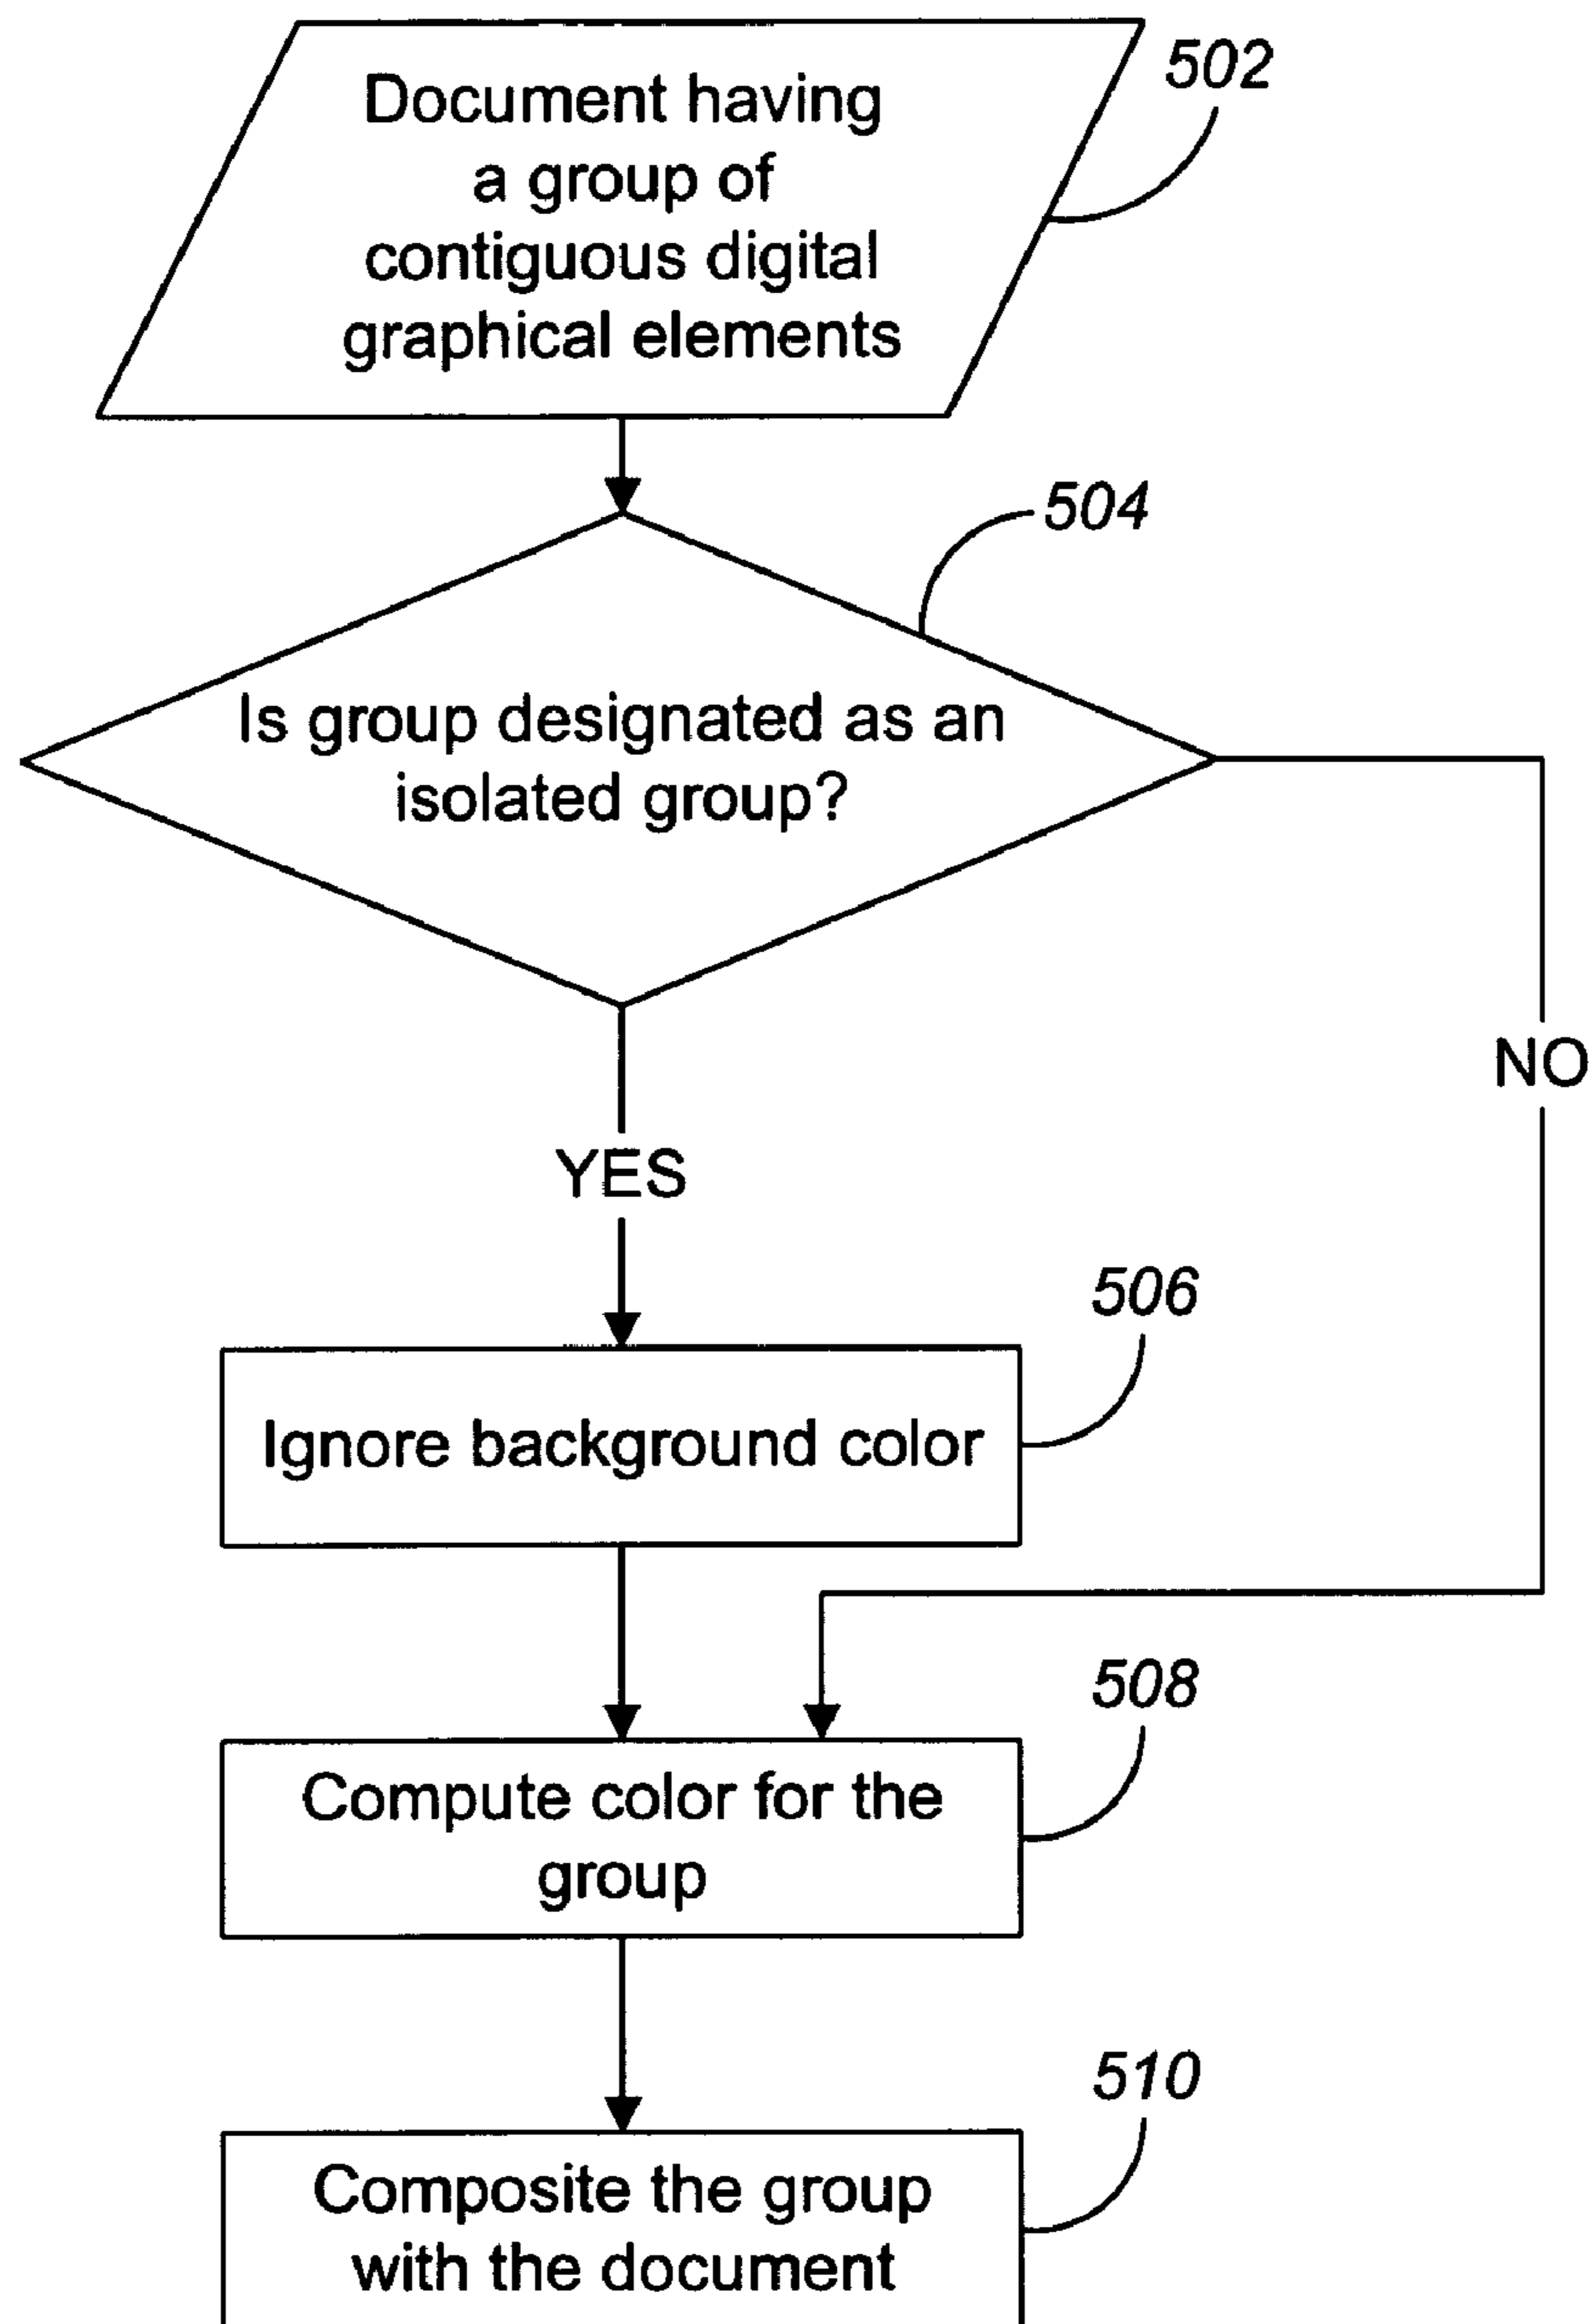 Document having
a group of
contiguous digital
graphical elements
502
504
Is group designated as an
isolated group?
NO
YES
506
Ignore background color
508
Compute color for the
group
510
Composite the group
with the document